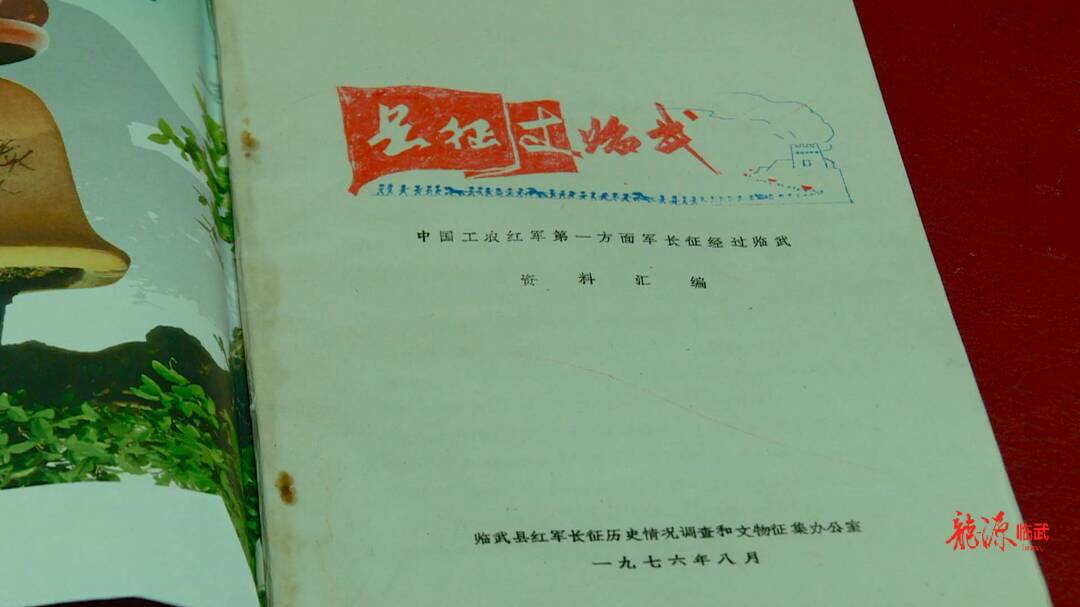 长征过临武
中国工农红军第一方面军长征经过临武
资料汇编
临武县红军长征历史情况调查和文物征集办公室
一九七六年八月
龙源临武